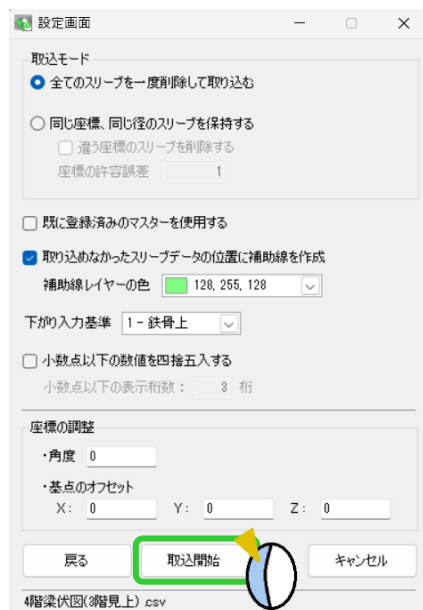 設定画面
取込モード
全てのスリーブを一度削除して取り込む
同じ座標、同じ径のスリーブを保持する
違う座標のスリーブを削除する
座標の許容誤差 1
既に登録済みのマスターを使用する
取り込めなかったスリーブデータの位置に補助線を作成
補助線レイヤーの色 128, 255, 128
下がり入力基準 1 - 鉄骨上
小数点以下の数値を四捨五入する
小数点以下の表示桁数: 3 桁
座標の調整
・角度 0
・基点のオフセット
X: 0 Y: 0 Z: 0
戻る 取込開始 キャンセル
4階梁伏図(3階見上).csv